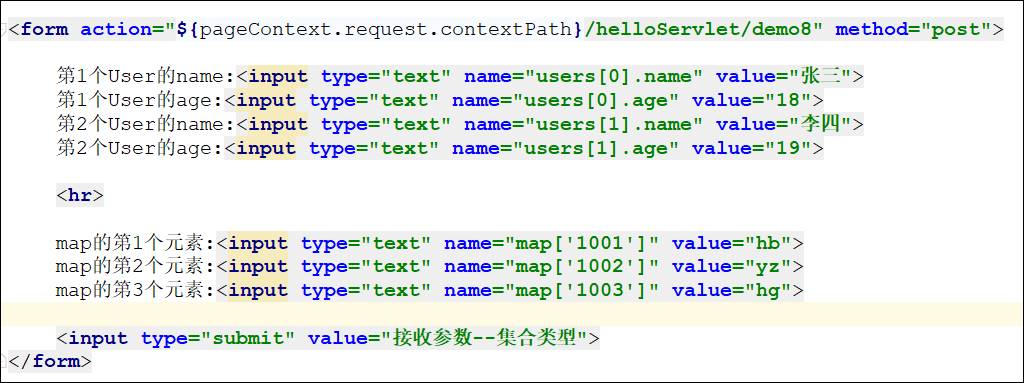 <form action="${pageContext.request.contextPath}/helloServlet/demo8" method="post">
第1个User的name:<input type="text" name="users[0].name" value="张三">
第1个User的age:<input type="text" name="users[0].age" value="18">
第2个User的name:<input type="text" name="users[1].name" value="李四">
第2个User的age:<input type="text" name="users[1].age" value="19">
<hr>
map的第1个元素:<input type="text" name="map['1001']" value="hb">
map的第2个元素:<input type="text" name="map['1002']" value="yz">
map的第3个元素:<input type="text" name="map['1003']" value="hg">
<input type="submit" value="接收参数--集合类型">
</form>